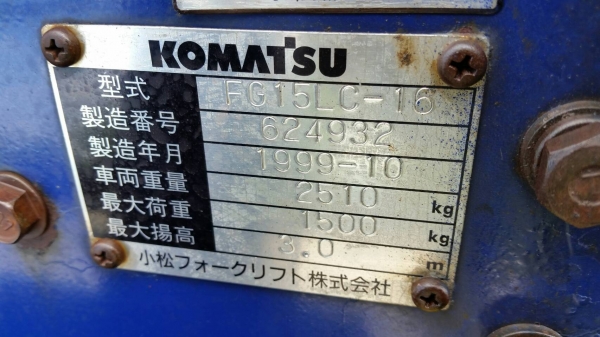 KOMATSU
型式 FG15LC-16
製造番号 624932
製造年月 1999-10
車両重量 2510 kg
最大荷重 1500 kg
最大揚高 3.0 m
小松フォークリフト株式会社